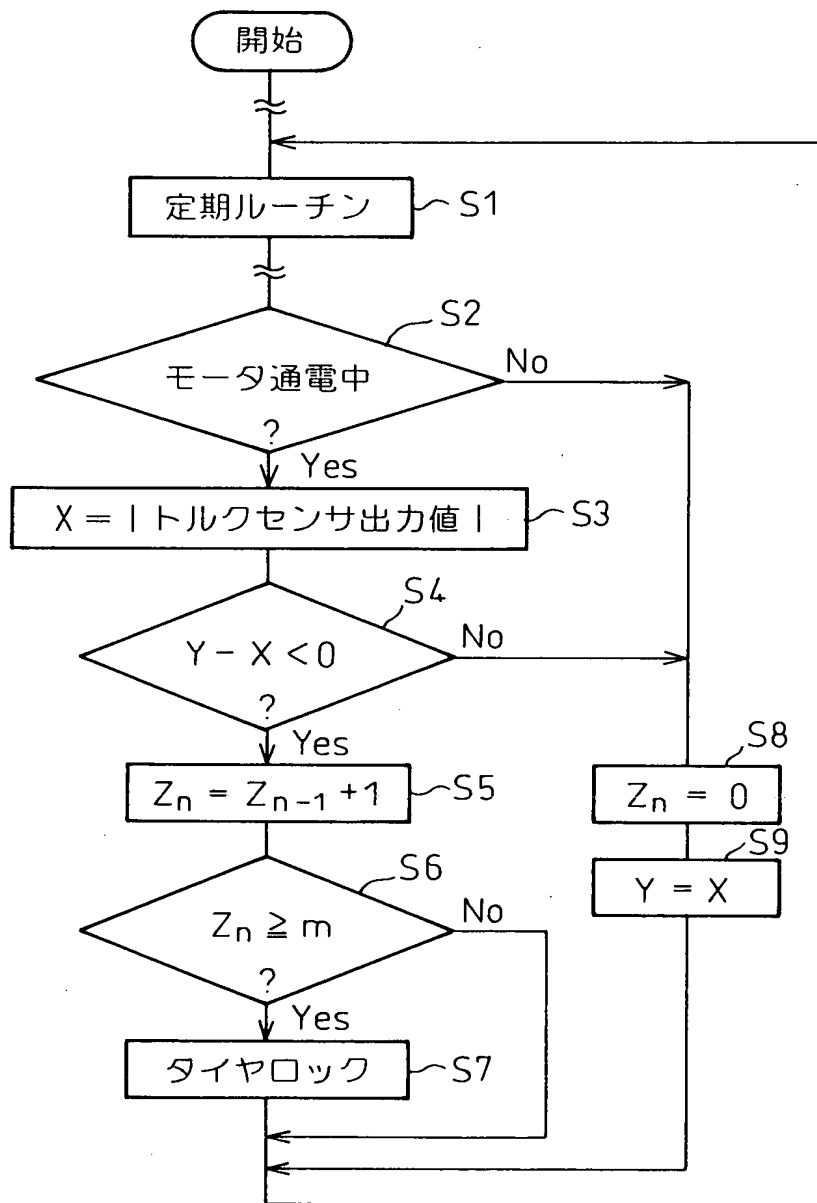 開始
定期ルーチン
S1
S2
モータ通電中
?
No
Yes
X = |トルクセンサ出力値|
S3
S4
Y - X < 0
?
No
Yes
Zn = Zn-1 +1
S5
S8
Zn = 0
S9
Y = X
S6
Zn ≧ m
?
No
Yes
タイヤロック
S7